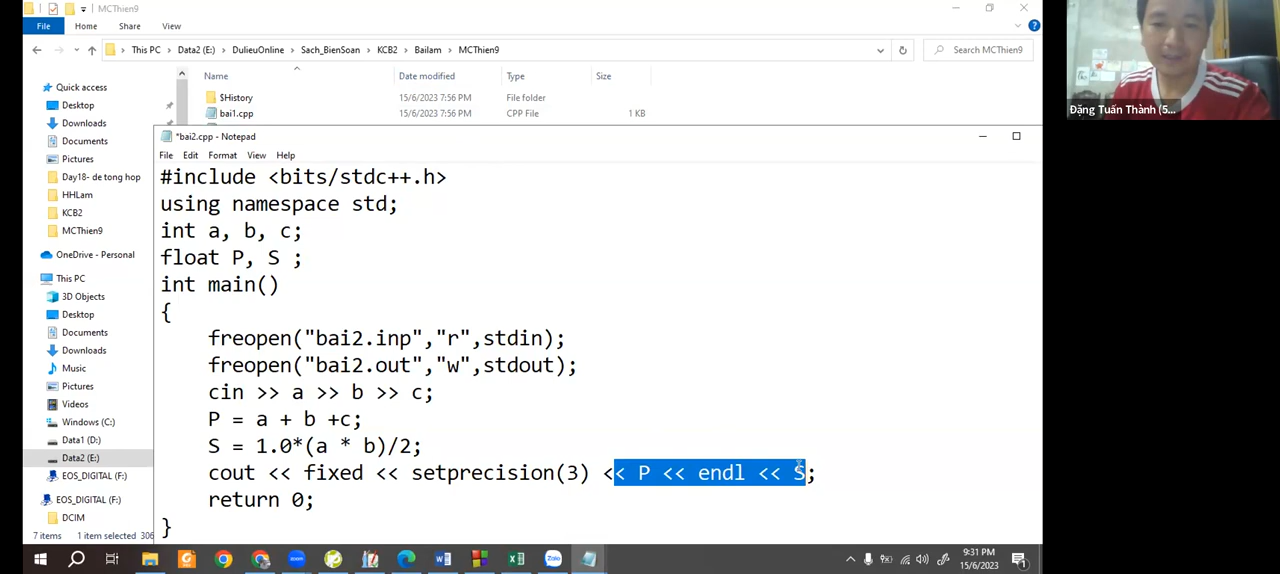 MCThien9
File Home Share View
This PC > Data2 (E:) > DulieuOnline > Sach_BienSoan > KCB2 > Bailam > MCThien9
Search MCThien9
Name Date modified Type Size
Quick access
Desktop
Downloads
Documents
Pictures
Day18- de tong hop
HHLam
KCB2
MCThien9
OneDrive - Personal
This PC
3D Objects
Desktop
Documents
Downloads
Music
Pictures
Videos
Windows (C:)
Data1 (D:)
Data2 (E:)
EOS_DIGITAL (F:)
EOS_DIGITAL (F:)
DCIM
$History 15/6/2023 7:56 PM File folder
bai1.cpp 15/6/2023 7:56 PM CPP File 1 KB
*bai2.cpp - Notepad
File Edit Format View Help
#include <bits/stdc++.h>
using namespace std;
int a, b, c;
float P, S ;
int main()
{
freopen("bai2.inp","r",stdin);
freopen("bai2.out","w",stdout);
cin >> a >> b >> c;
P = a + b +c;
S = 1.0*(a * b)/2;
cout << fixed << setprecision(3) << P << endl << S;
return 0;
}
7 items 1 item selected 306
Đặng Tuấn Thành (5...
zoom
Zalo
9:31 PM
15/6/2023
1